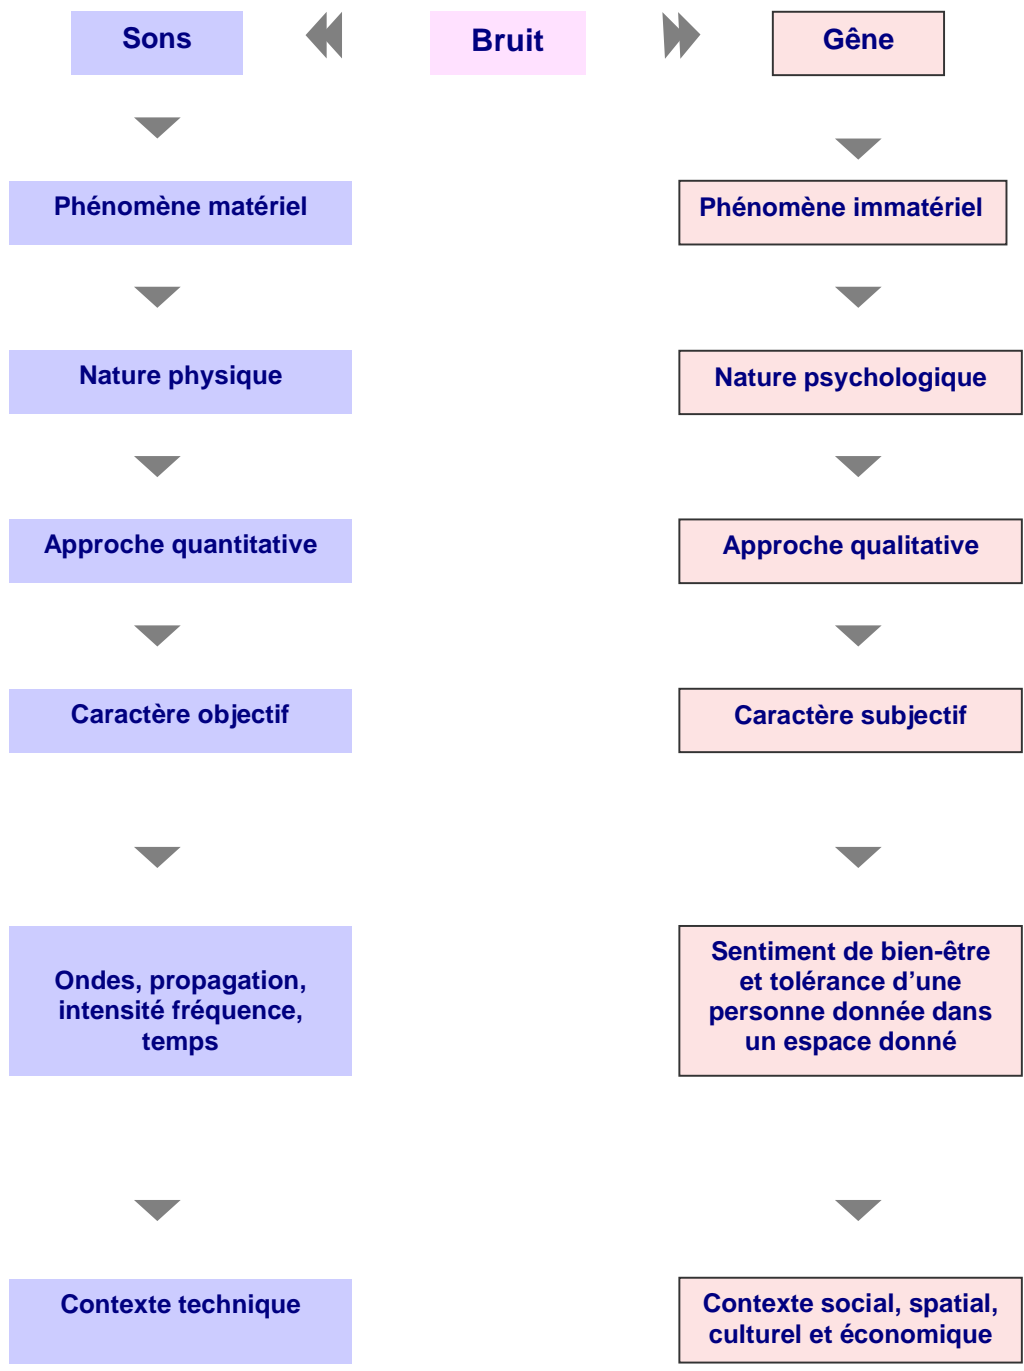 Sons
Bruit
Gêne
Phénomène matériel
Phénomène immatériel
Nature physique
Nature psychologique
Approche quantitative
Approche qualitative
Caractère objectif
Caractère subjectif
Ondes, propagation,
intensité fréquence,
temps
Sentiment de bien-être
et tolérance d’une
personne donnée dans
un espace donné
Contexte technique
Contexte social, spatial,
culturel et économique